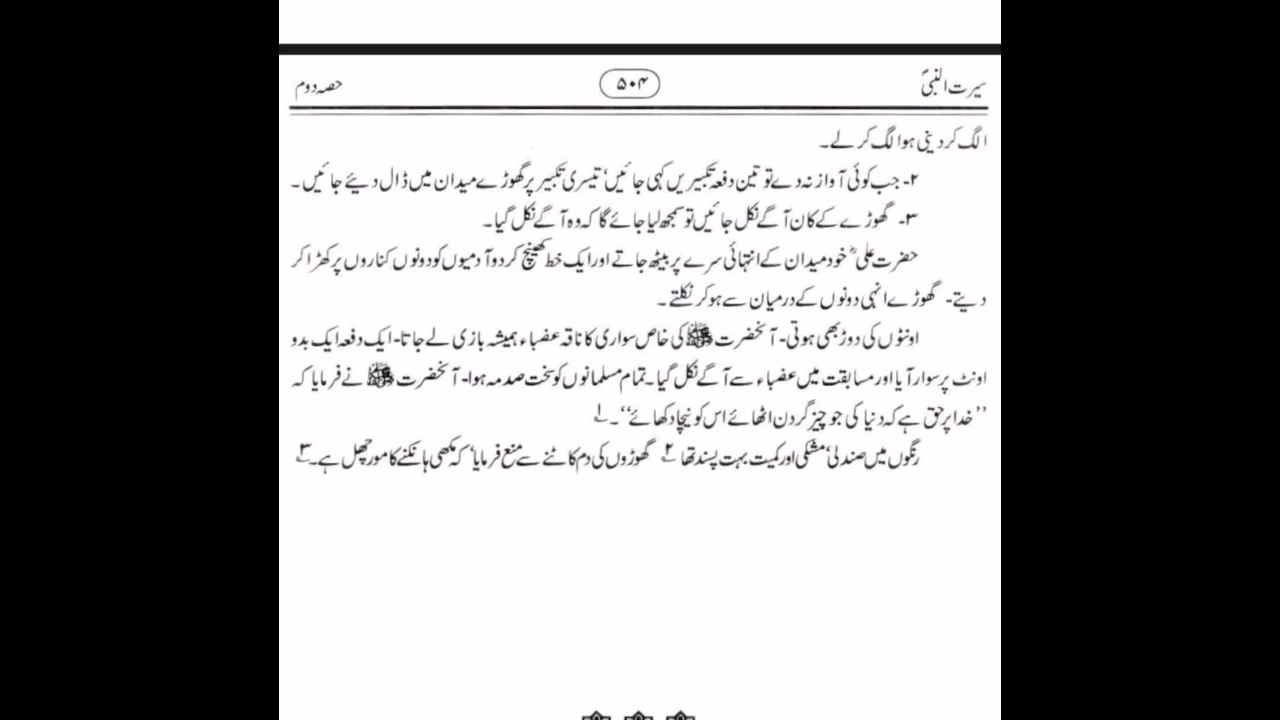 سیرت النبیؐ ۵۰۴ حصہ دوم
الگ کر دینی ہو الگ کر لے۔
۲- جب کوئی آواز نہ دے تو تین دفعہ تکبیریں کہی جائیں‘ تیسری تکبیر پر گھوڑے میدان میں ڈال دیئے جائیں۔
۳- گھوڑے کے کان آگے نکل جائیں تو سمجھ لیا جائے گا کہ وہ آگے نکل گیا۔
حضرت علیؓ خود میدان کے انتہائی سرے پر بیٹھ جاتے اور ایک خط کھینچ کر دو آدمیوں کو دونوں کناروں پر کھڑا کر
دیتے- گھوڑے انہی دونوں کے درمیان سے ہو کر نکلتے۔
اونٹوں کی دوڑ بھی ہوتی- آنحضرت ﷺ کی خاص سواری کا ناقہ عضباء ہمیشہ بازی لے جاتا- ایک دفعہ ایک بدو
اونٹ پر سوار آیا اور مسابقت میں عضباء سے آگے نکل گیا۔ تمام مسلمانوں کو سخت صدمہ ہوا- آنحضرت ﷺ نے فرمایا کہ
’’خدا پر حق ہے کہ دنیا کی جو چیز گردن اٹھائے اس کو نیچا دکھائے‘‘۔ ۱
رنگوں میں صندلی‘ مشکی اور کمیت بہت پسند تھا ۲ گھوڑوں کی دم کاٹنے سے منع فرمایا‘ کہ مکھی ہانکنے کا مورچھل ہے۔ ۳